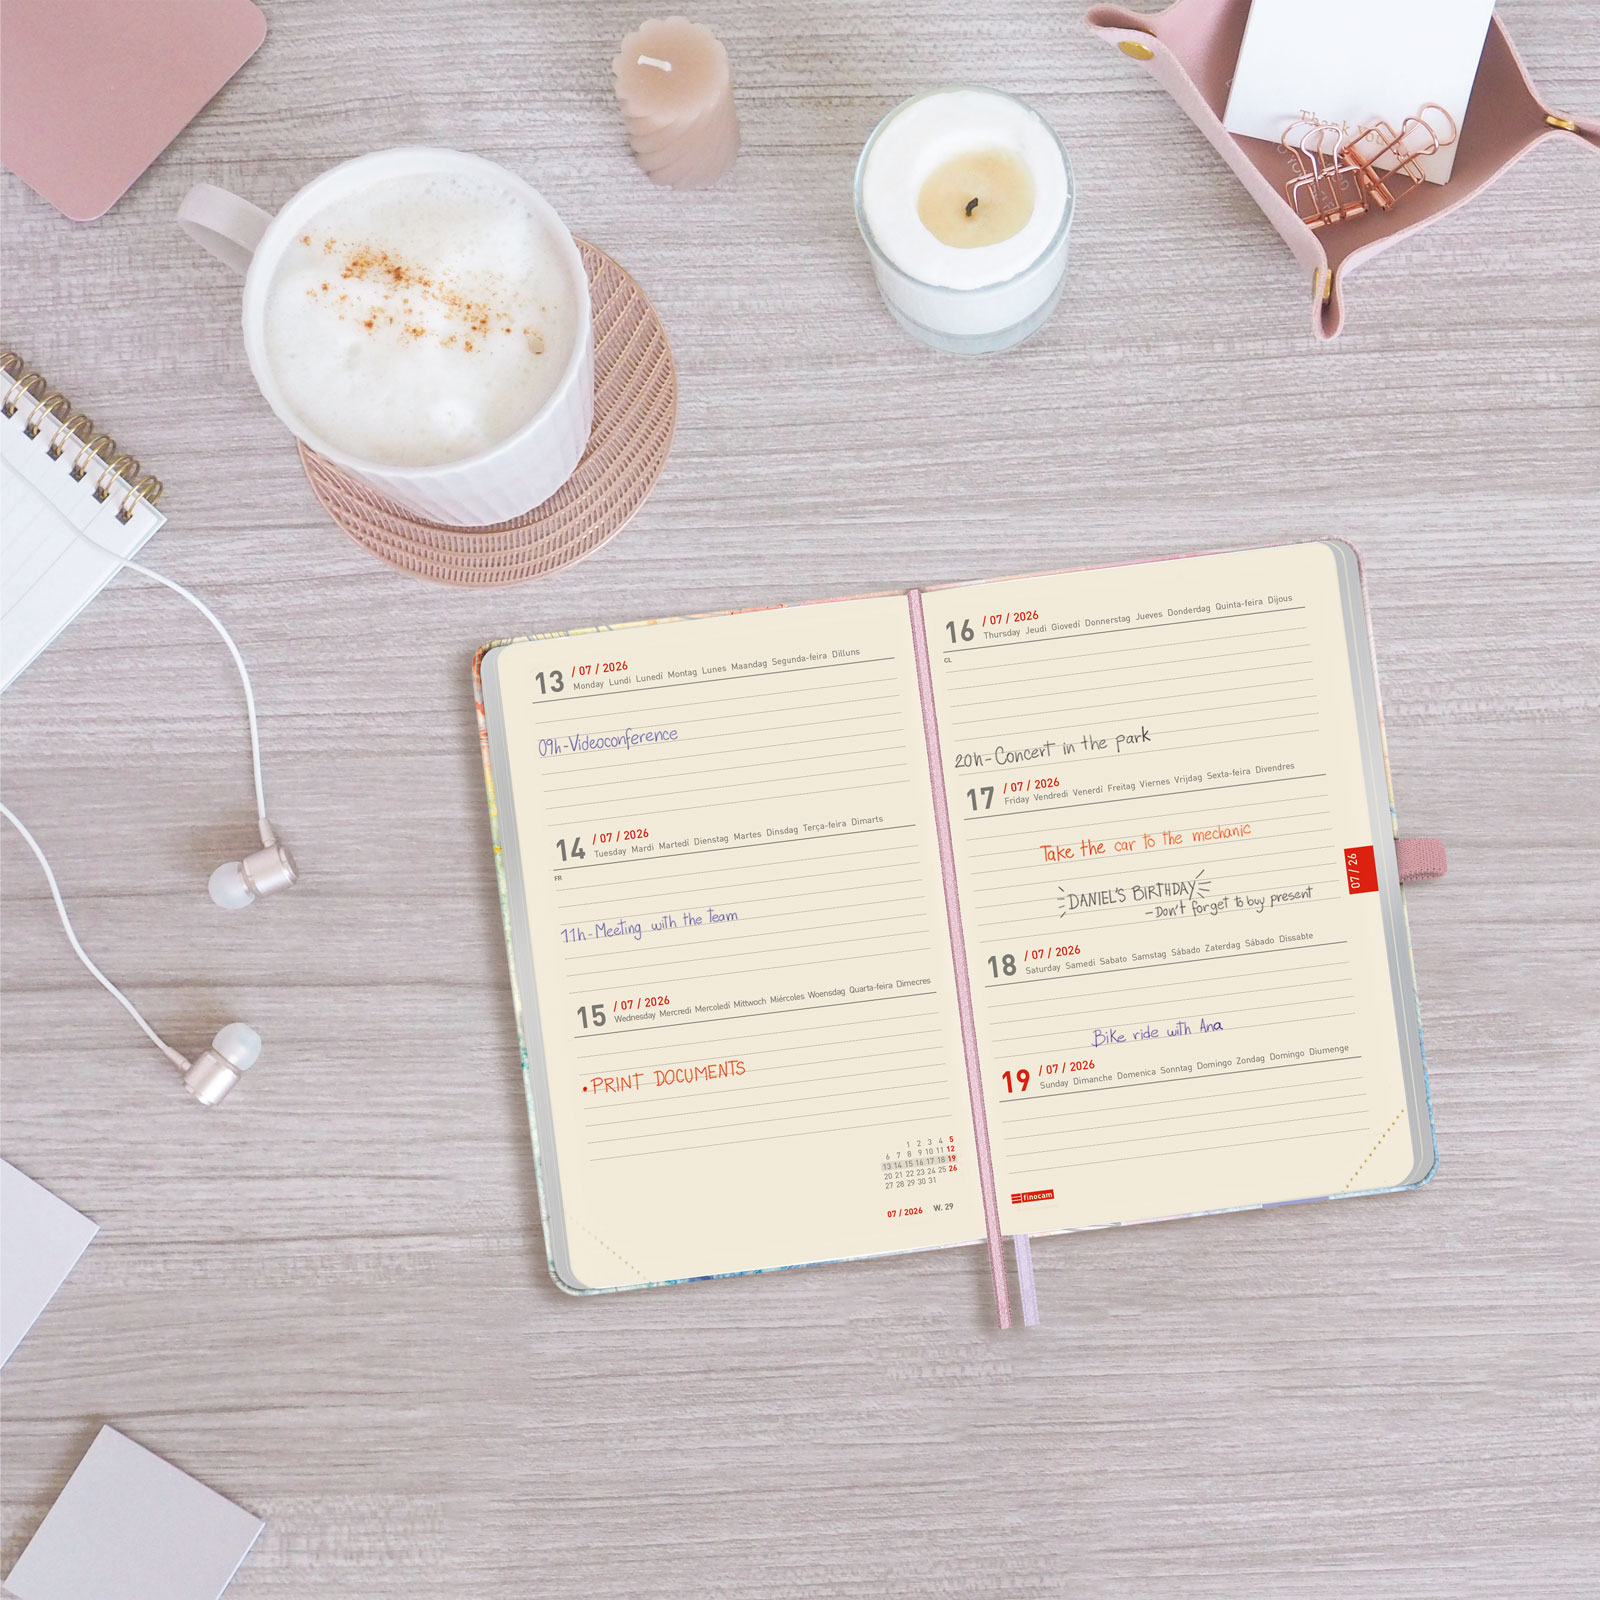 Thank You
13 / 07 / 2026
Monday Lundi Lunedì Montag Lunes Maandag Segunda-feira Dilluns
09h-Videoconference
14 / 07 / 2026
Tuesday Mardi Martedì Dienstag Martes Dinsdag Terça-feira Dimarts
FR
11h-Meeting with the team
15 / 07 / 2026
Wednesday Mercredi Mercoledì Mittwoch Miércoles Woensdag Quarta-feira Dimecres
• PRINT DOCUMENTS
1 2 3 4 5
6 7 8 9 10 11 12
13 14 15 16 17 18 19
20 21 22 23 24 25 26
27 28 29 30 31
07 / 2026 W. 29
16 / 07 / 2026
Thursday Jeudi Giovedì Donnerstag Jueves Donderdag Quinta-feira Dijous
CL
20h-Concert in the park
17 / 07 / 2026
Friday Vendredi Venerdì Freitag Viernes Vrijdag Sexta-feira Divendres
Take the car to the mechanic
DANIEL'S BIRTHDAY
-Don't forget to buy present
07 / 26
18 / 07 / 2026
Saturday Samedi Sabato Samstag Sábado Zaterdag Sábado Dissabte
Bike ride with Ana
19 / 07 / 2026
Sunday Dimanche Domenica Sonntag Domingo Zondag Domingo Diumenge
finocam